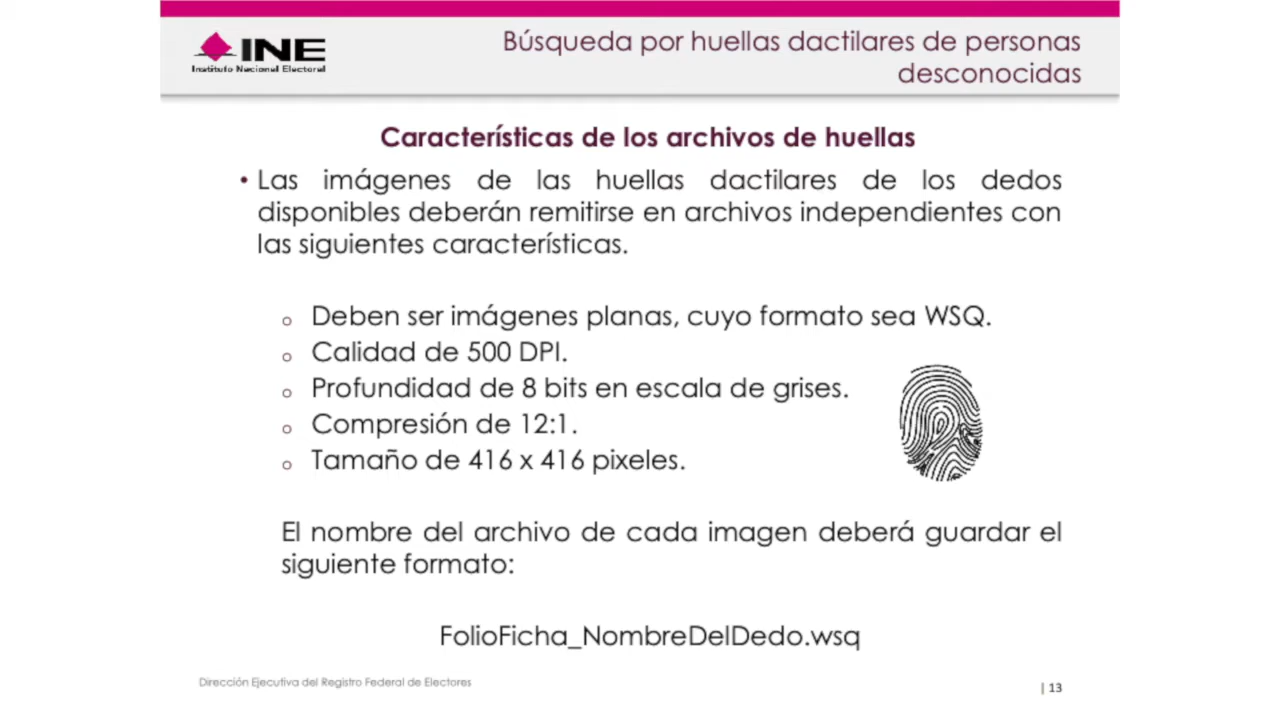 INE
Instituto Nacional Electoral
Búsqueda por huellas dactilares de personas
desconocidas
Características de los archivos de huellas
• Las imágenes de las huellas dactilares de los dedos
disponibles deberán remitirse en archivos independientes con
las siguientes características.
o Deben ser imágenes planas, cuyo formato sea WSQ.
o Calidad de 500 DPI.
o Profundidad de 8 bits en escala de grises.
o Compresión de 12:1.
o Tamaño de 416 x 416 pixeles.
El nombre del archivo de cada imagen deberá guardar el
siguiente formato:
FolioFicha_NombreDelDedo.wsq
Dirección Ejecutiva del Registro Federal de Electores
| 13